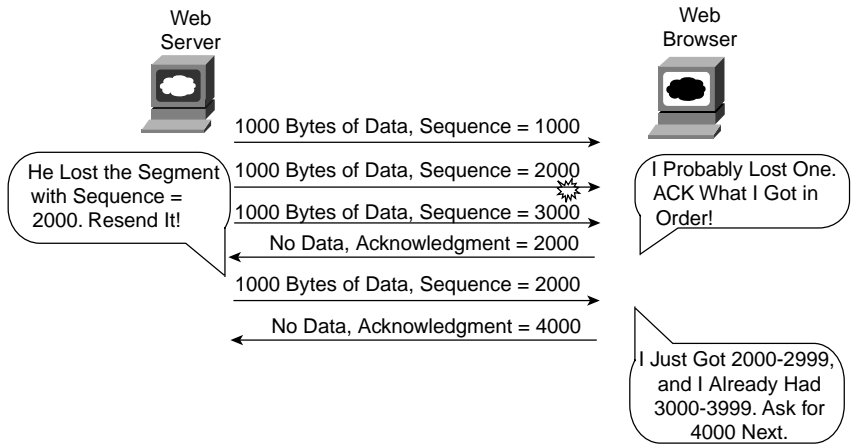 Web
Server
Web
Browser
1000 Bytes of Data, Sequence = 1000
He Lost the Segment
with Sequence =
2000. Resend It!
1000 Bytes of Data, Sequence = 2000
1000 Bytes of Data, Sequence = 3000
No Data, Acknowledgment = 2000
I Probably Lost One.
ACK What I Got in
Order!
1000 Bytes of Data, Sequence = 2000
No Data, Acknowledgment = 4000
I Just Got 2000-2999,
and I Already Had
3000-3999. Ask for
4000 Next.